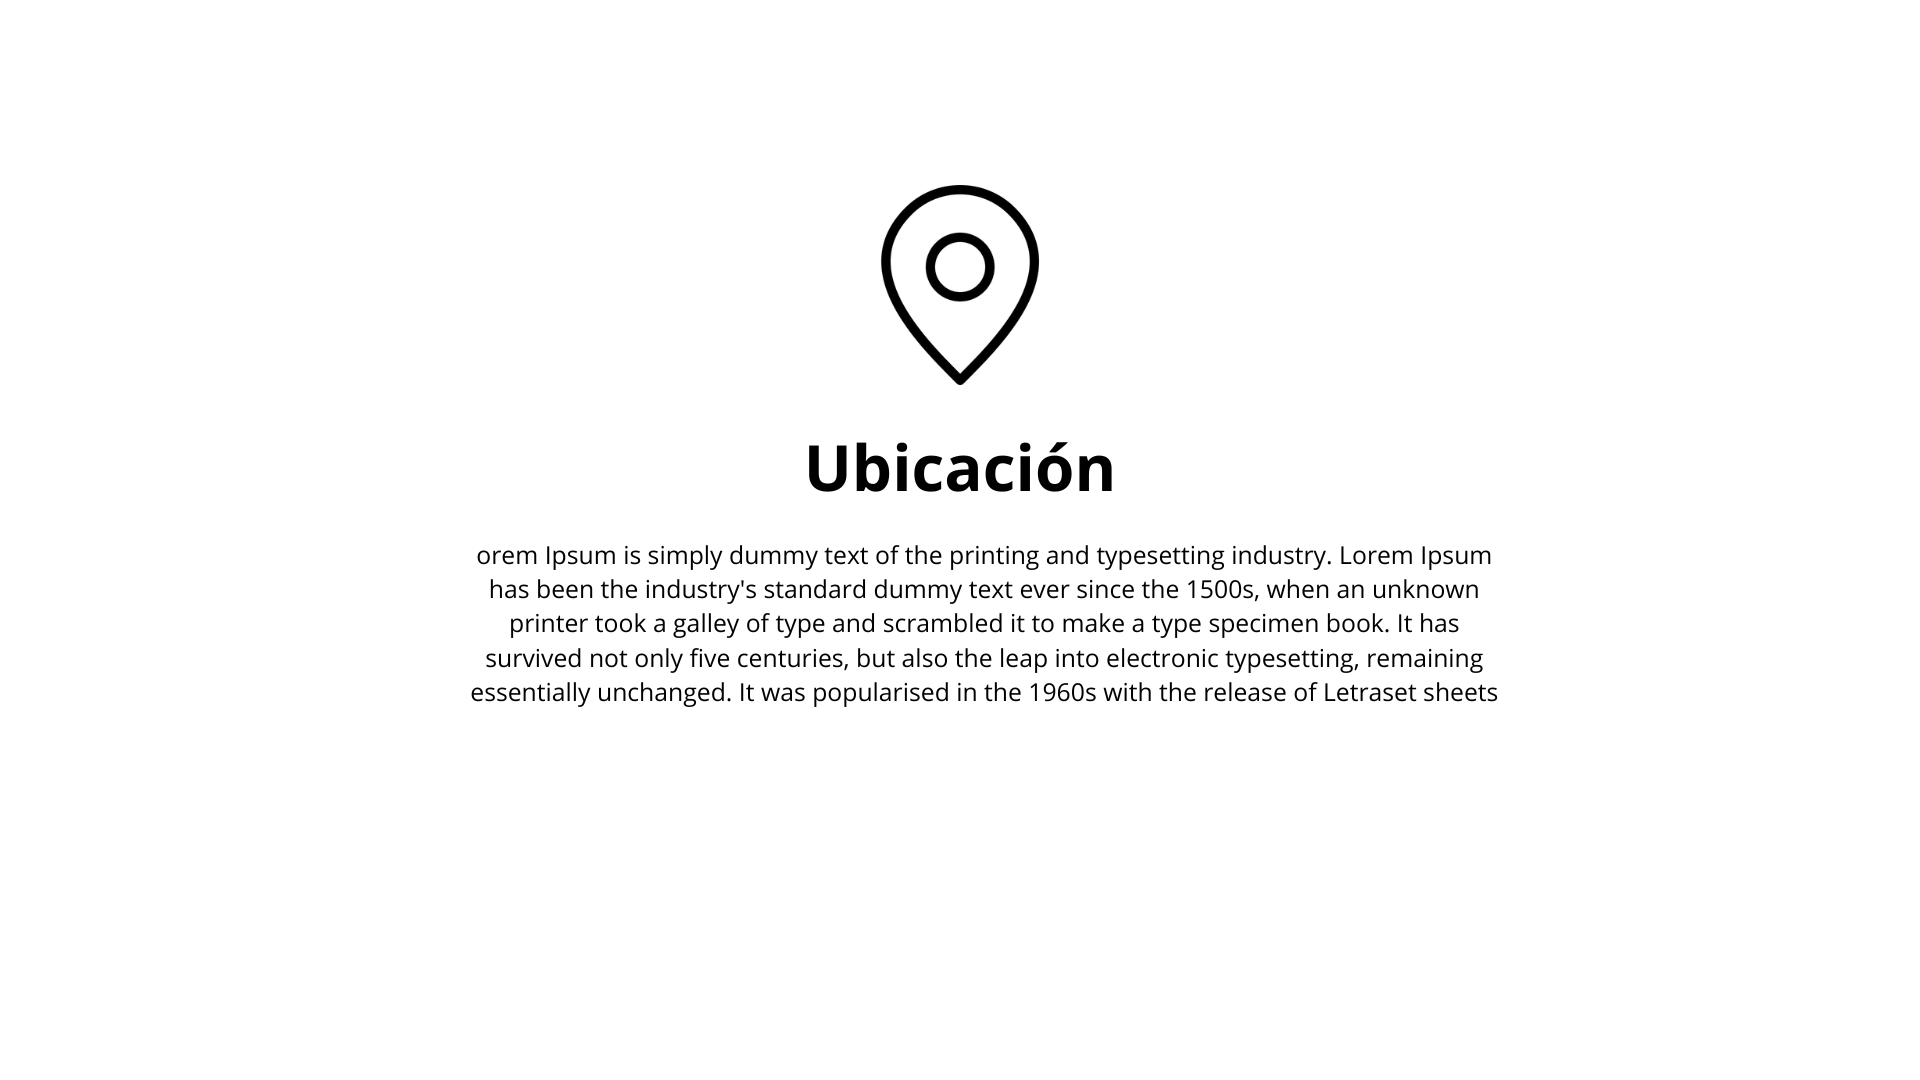 Ubicación
orem Ipsum is simply dummy text of the printing and typesetting industry. Lorem Ipsum
has been the industry's standard dummy text ever since the 1500s, when an unknown
printer took a galley of type and scrambled it to make a type specimen book. It has
survived not only five centuries, but also the leap into electronic typesetting, remaining
essentially unchanged. It was popularised in the 1960s with the release of Letraset sheets